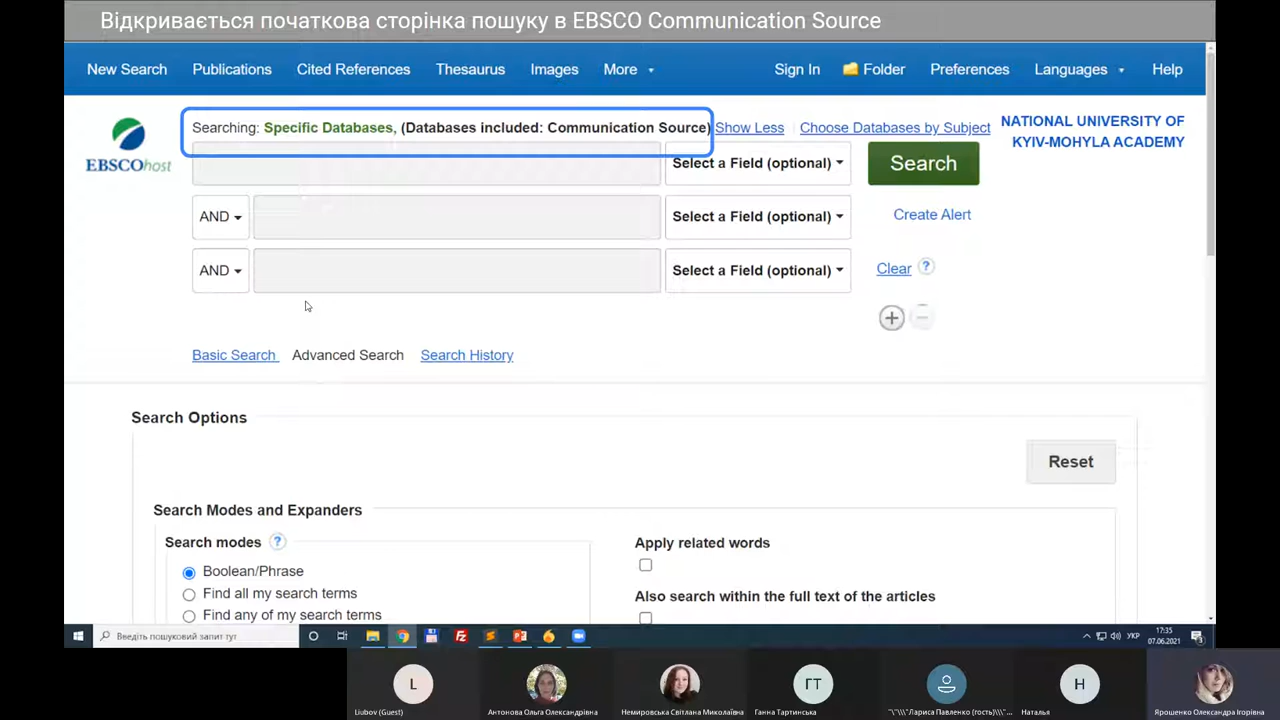 Відкривається початкова сторінка пошуку в EBSCO Communication Source
New Search Publications Cited References Thesaurus Images More Sign In Folder Preferences Languages Help
Searching: Specific Databases, (Databases included: Communication Source) Show Less Choose Databases by Subject
NATIONAL UNIVERSITY OF
KYIV-MOHYLA ACADEMY
EBSCOhost
Select a Field (optional) Search
AND Select a Field (optional) Create Alert
AND Select a Field (optional) Clear ?
Basic Search Advanced Search Search History
Search Options
Reset
Search Modes and Expanders
Search modes ?
Apply related words
Boolean/Phrase
Find all my search terms
Also search within the full text of the articles
Find any of my search terms
Введіть пошуковий запит тут
УКР
17:35
07.06.2021
L
ГТ
Н
Liubov (Guest)
Антонова Ольга Олександрівна
Немировська Світлана Миколаївна
Ганна Тартинська
"\"\\\"Лариса Павленко (гость)\\\"...
Наталья
Ярошенко Олександра Ігорівна